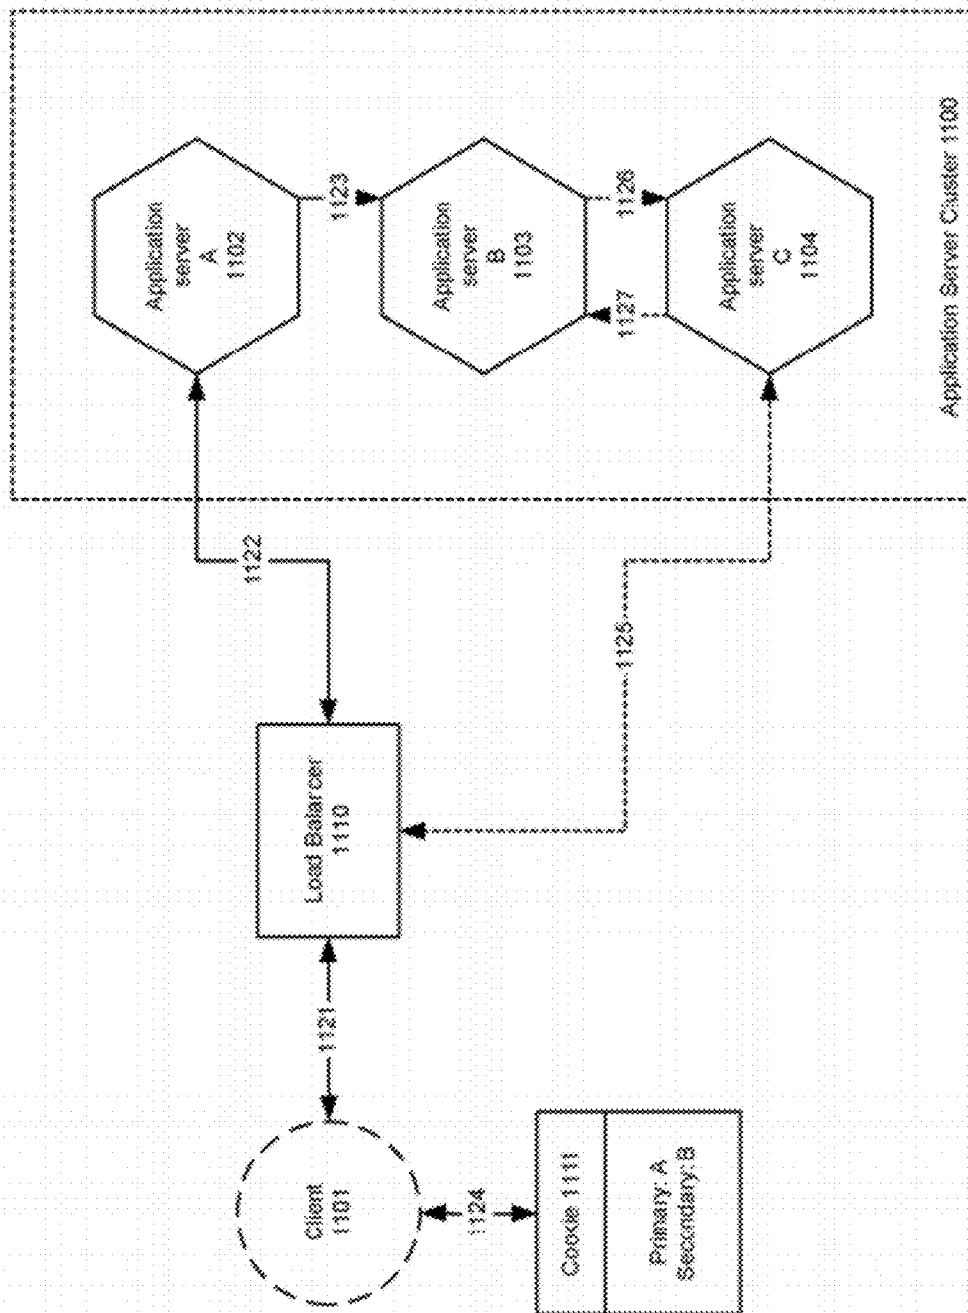 Client
1101
1121
1124
Cookie 1111
Primary: A
Secondary: B
Load Balancer
1110
1122
1125
Application
server
A
1102
1123
Application
server
B
1103
1126
1127
Application
server
C
1104
Application Server Cluster 1100